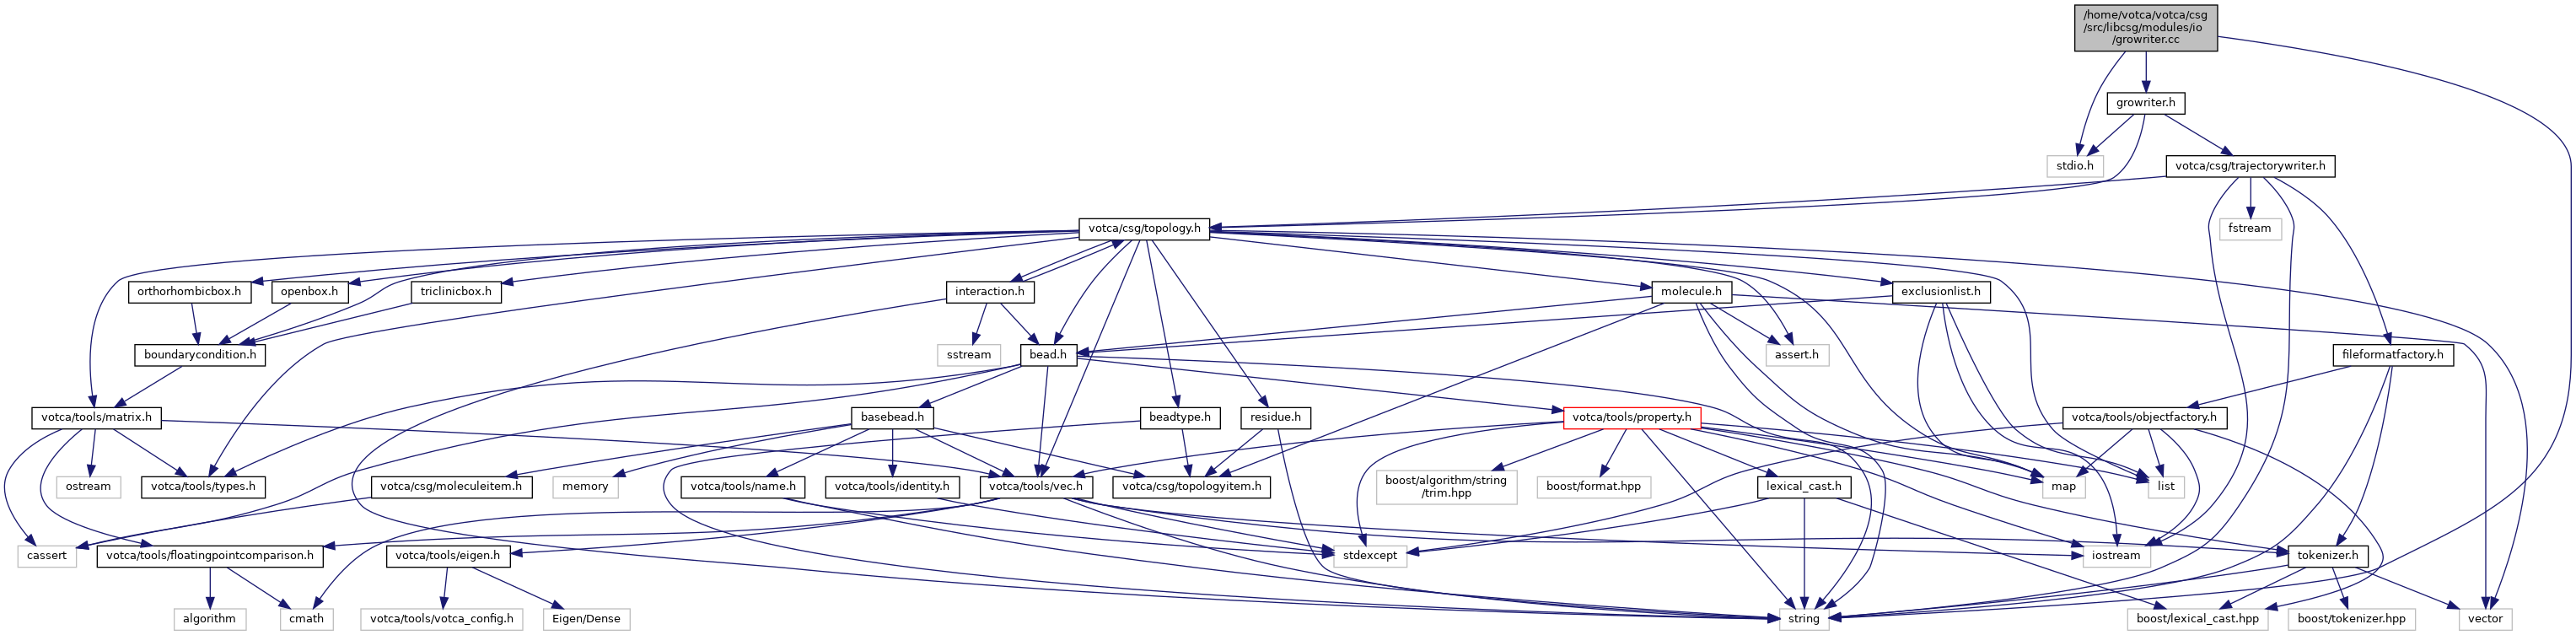 /home/votca/votca/csg
/src/libcsg/modules/io
/growriter.cc
growriter.h
stdio.h
votca/csg/trajectorywriter.h
votca/csg/topology.h
fstream
orthorhombicbox.h
openbox.h
triclinicbox.h
interaction.h
molecule.h
exclusionlist.h
boundarycondition.h
sstream
bead.h
assert.h
fileformatfactory.h
votca/tools/matrix.h
basebead.h
beadtype.h
residue.h
votca/tools/property.h
votca/tools/objectfactory.h
ostream
votca/tools/types.h
votca/csg/moleculeitem.h
memory
votca/tools/name.h
votca/tools/identity.h
votca/tools/vec.h
votca/csg/topologyitem.h
boost/algorithm/string
/trim.hpp
boost/format.hpp
lexical_cast.h
map
list
cassert
votca/tools/floatingpointcomparison.h
votca/tools/eigen.h
stdexcept
iostream
tokenizer.h
algorithm
cmath
votca/tools/votca_config.h
Eigen/Dense
string
boost/lexical_cast.hpp
boost/tokenizer.hpp
vector